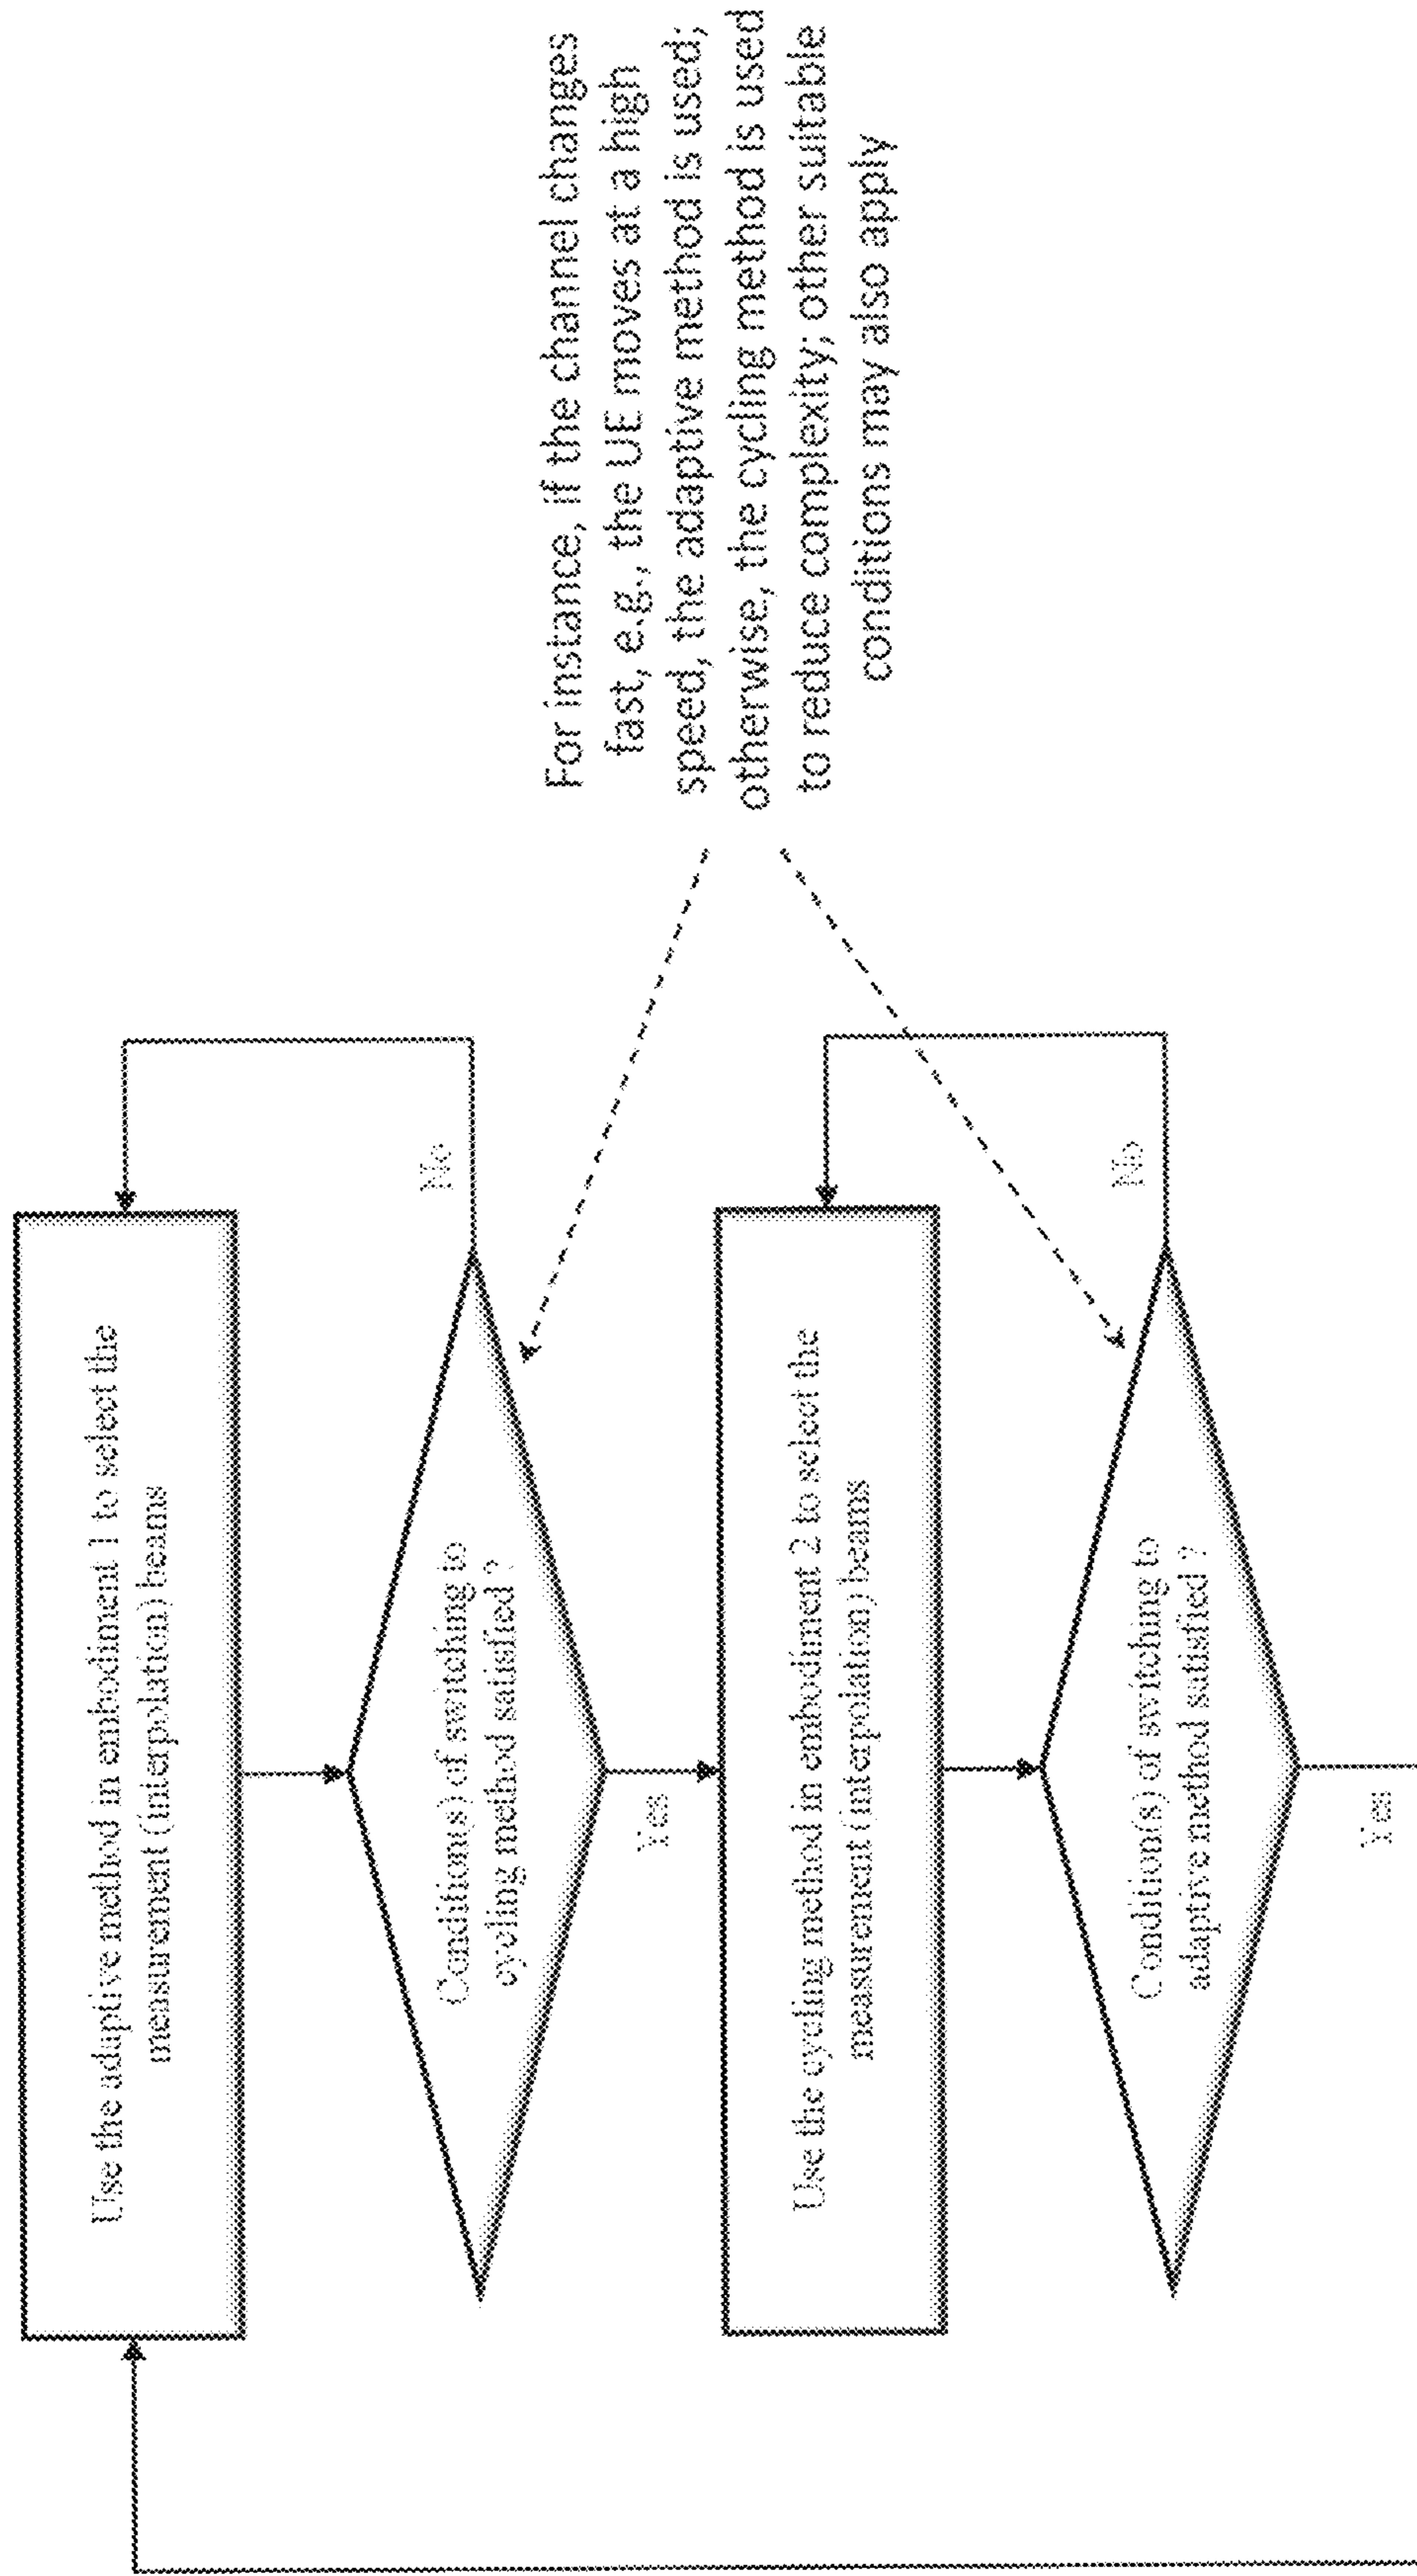 Use the adaptive method in embodiment 1 to select the
measurement (interpolation) beams
Condition(s) of switching to
cycling method satisfied ?
No
Yes
Use the cycling method in embodiment 2 to select the
measurement (interpolation) beams
Condition(s) of switching to
adaptive method satisfied ?
No
Yes
For instance, if the channel changes
fast, e.g., the UE moves at a high
speed, the adaptive method is used;
otherwise, the cycling method is used
to reduce complexity; other suitable
conditions may also apply